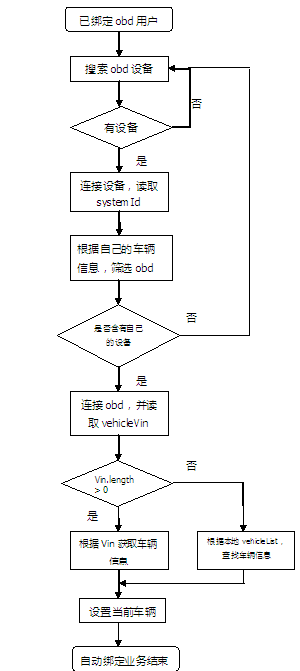 已绑定 obd 用户
搜索 obd 设备
否
有设备
是
连接设备，读取
system Id
根据自己的车辆
信息，筛选 obd
是否含有自己
的设备
否
是
连接 obd，并读
取 vehicleVin
Vin.length
> 0
否
是
根据 Vin 获取车辆
信息
根据本地 vehicleList，
查找车辆信息
设置当前车辆
自动绑定业务结束